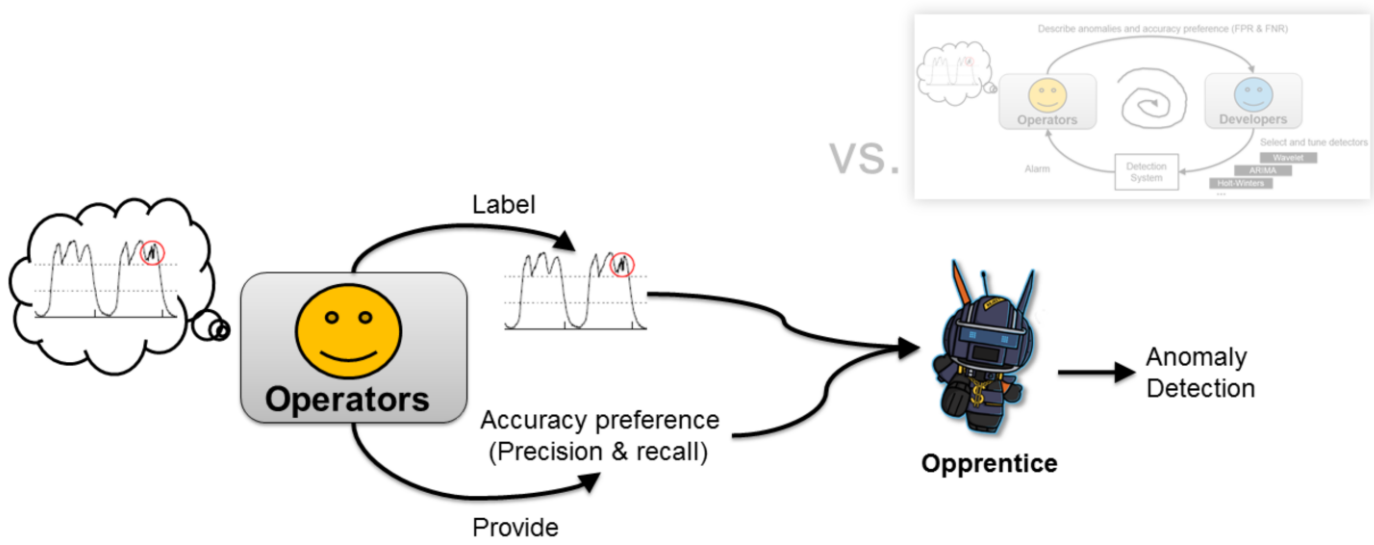 Describe anomalies and accuracy preference (FPR & FNR)
Operators
Developers
vs.
Select and tune detectors
Wavelet
Alarm
Detection
System
ARIMA
Holt-Winters
...
Label
Operators
Accuracy preference
(Precision & recall)
Provide
Opprentice
Anomaly
Detection